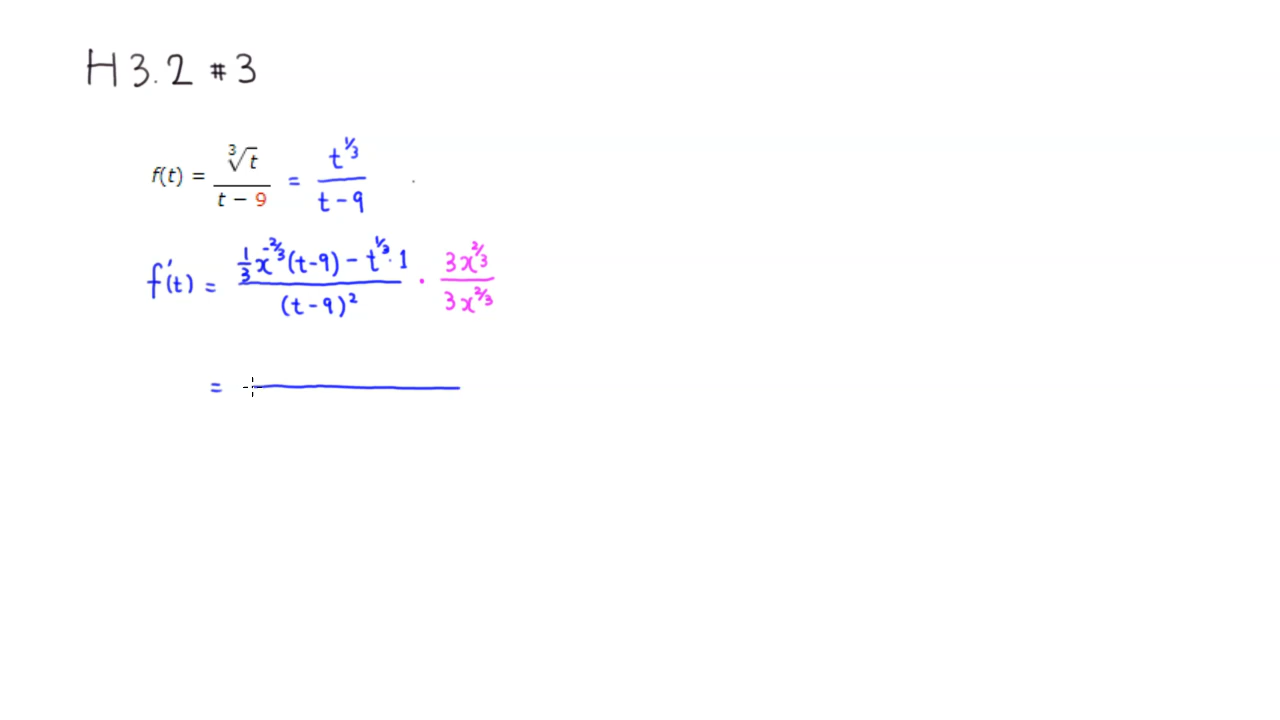 H 3.2 # 3
f(t) = ∛t / (t − 9) = t^{1/3} / (t - 9)
f'(t) = (1/3 x^{-2/3} (t-9) - t^{1/3} · 1) / (t-9)^2 · 3x^{2/3} / 3x^{2/3}
=